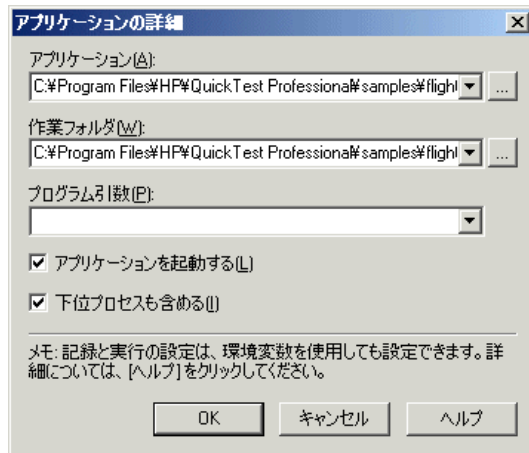 アプリケーションの詳細
アプリケーション(A):
C:¥Program Files¥HP¥QuickTest Professional¥samples¥fligh
...
作業フォルダ(W):
C:¥Program Files¥HP¥QuickTest Professional¥samples¥fligh
...
プログラム引数(P):
アプリケーションを起動する(L)
下位プロセスも含める(I)
メモ: 記録と実行の設定は、環境変数を使用しても設定できます。詳
細については、[ヘルプ]をクリックしてください。
OK キャンセル ヘルプ